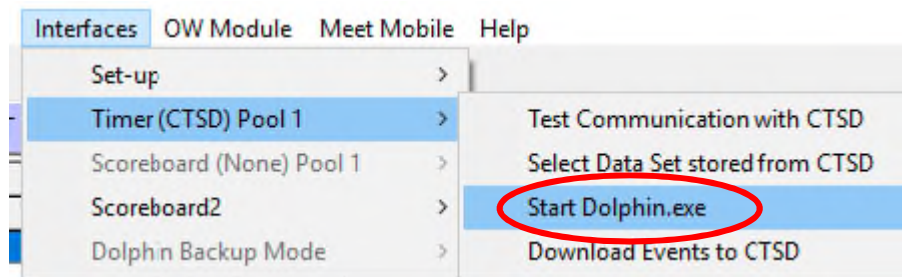 Interfaces OW Module Meet Mobile Help
Set-up
Timer (CTSD) Pool 1
Scoreboard (None) Pool 1
Scoreboard2
Dolphin Backup Mode
Test Communication with CTSD
Select Data Set stored from CTSD
Start Dolphin.exe
Download Events to CTSD